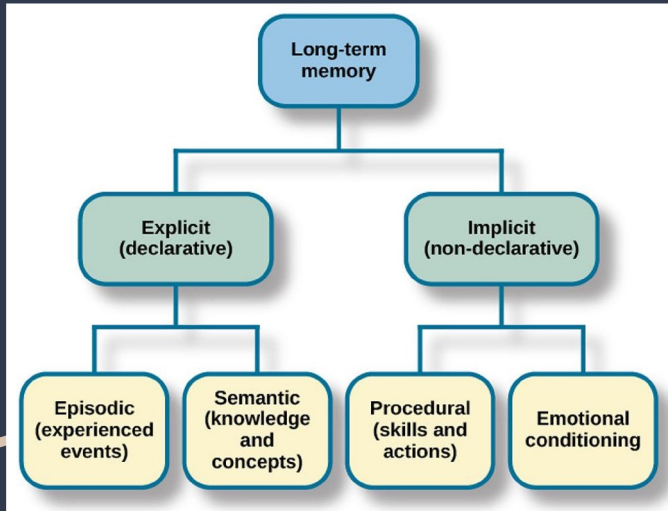 Long-term
memory
Explicit
(declarative)
Implicit
(non-declarative)
Episodic
(experienced
events)
Semantic
(knowledge
and
concepts)
Procedural
(skills and
actions)
Emotional
conditioning